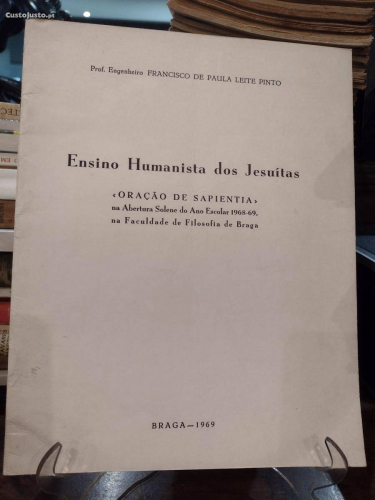 CustoJusto.pt
Prof. Engenheiro FRANCISCO DE PAULA LEITE PINTO
Ensino Humanista dos Jesuítas
«ORAÇÃO DE SAPIENTIA»
na Abertura Solene do Ano Escolar 1968-69,
na Faculdade de Filosofia de Braga
BRAGA — 1969